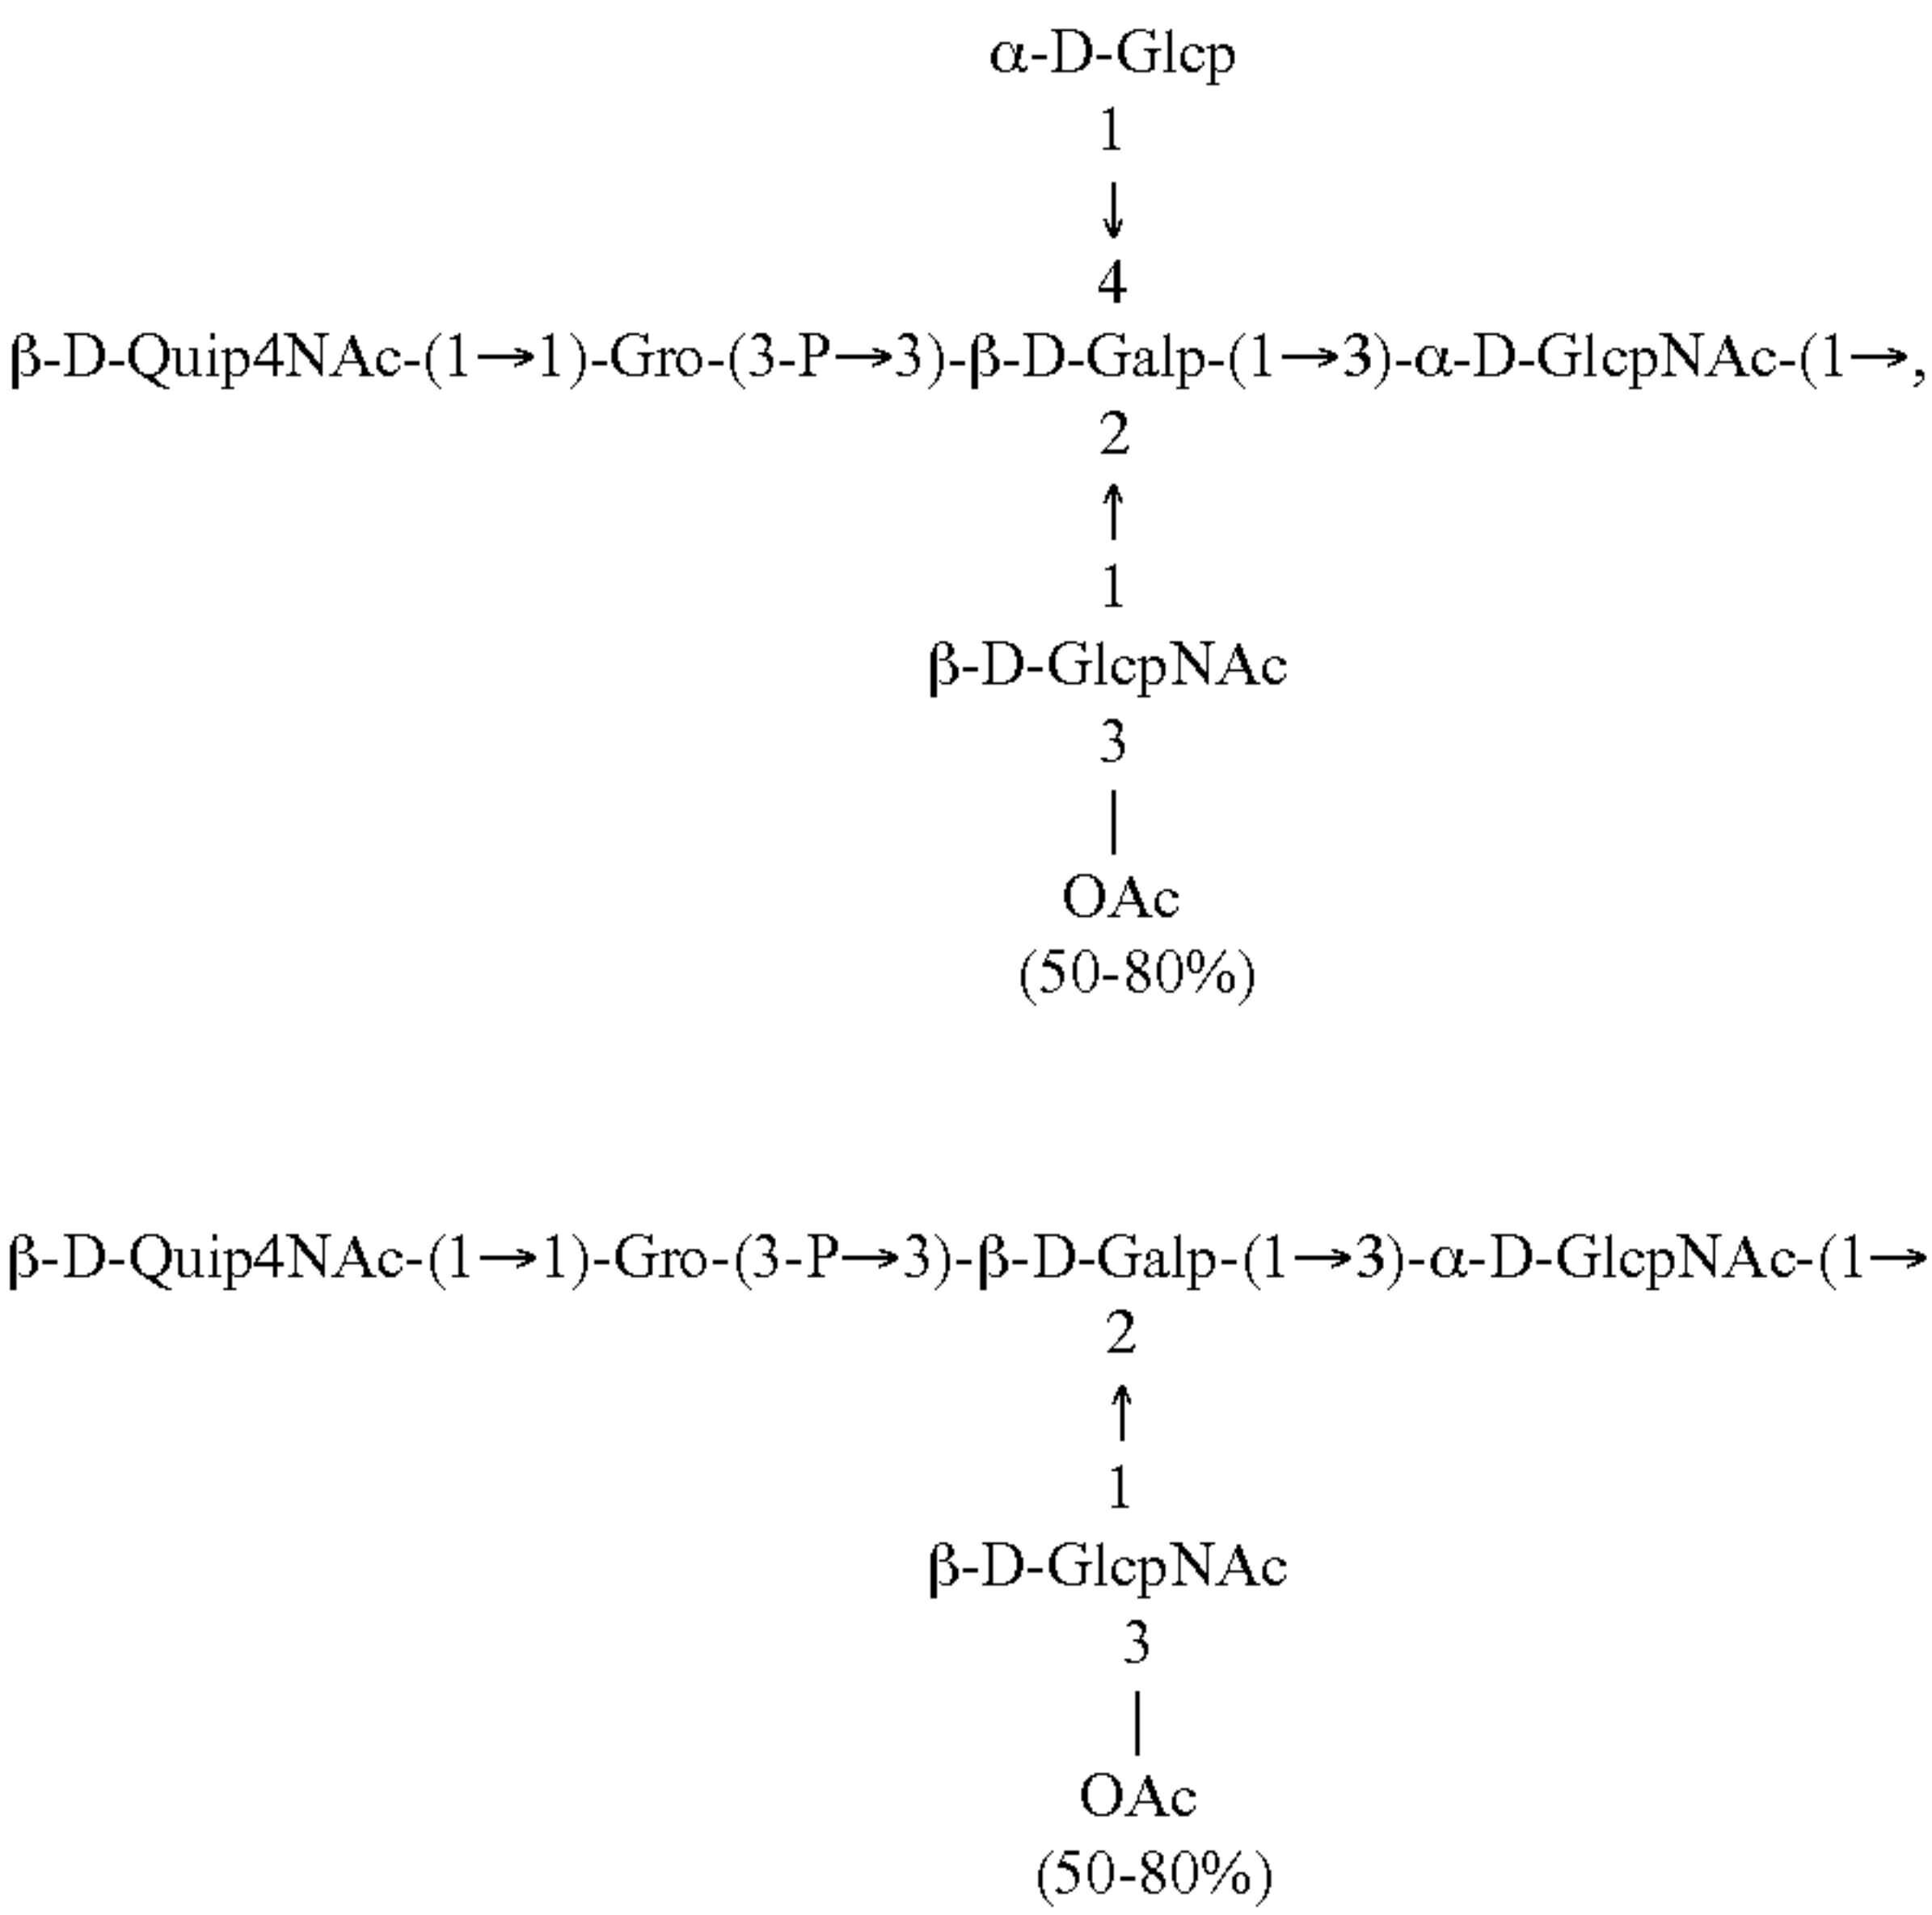 α-D-Glcp
1
↓
4
β-D-Quip4NAc-(1→1)-Gro-(3-P→3)-β-D-Galp-(1→3)-α-D-GlcpNAc-(1→,
2
↑
1
β-D-GlcpNAc
3
|
OAc
(50-80%)
β-D-Quip4NAc-(1→1)-Gro-(3-P→3)-β-D-Galp-(1→3)-α-D-GlcpNAc-(1→
2
↑
1
β-D-GlcpNAc
3
|
OAc
(50-80%)